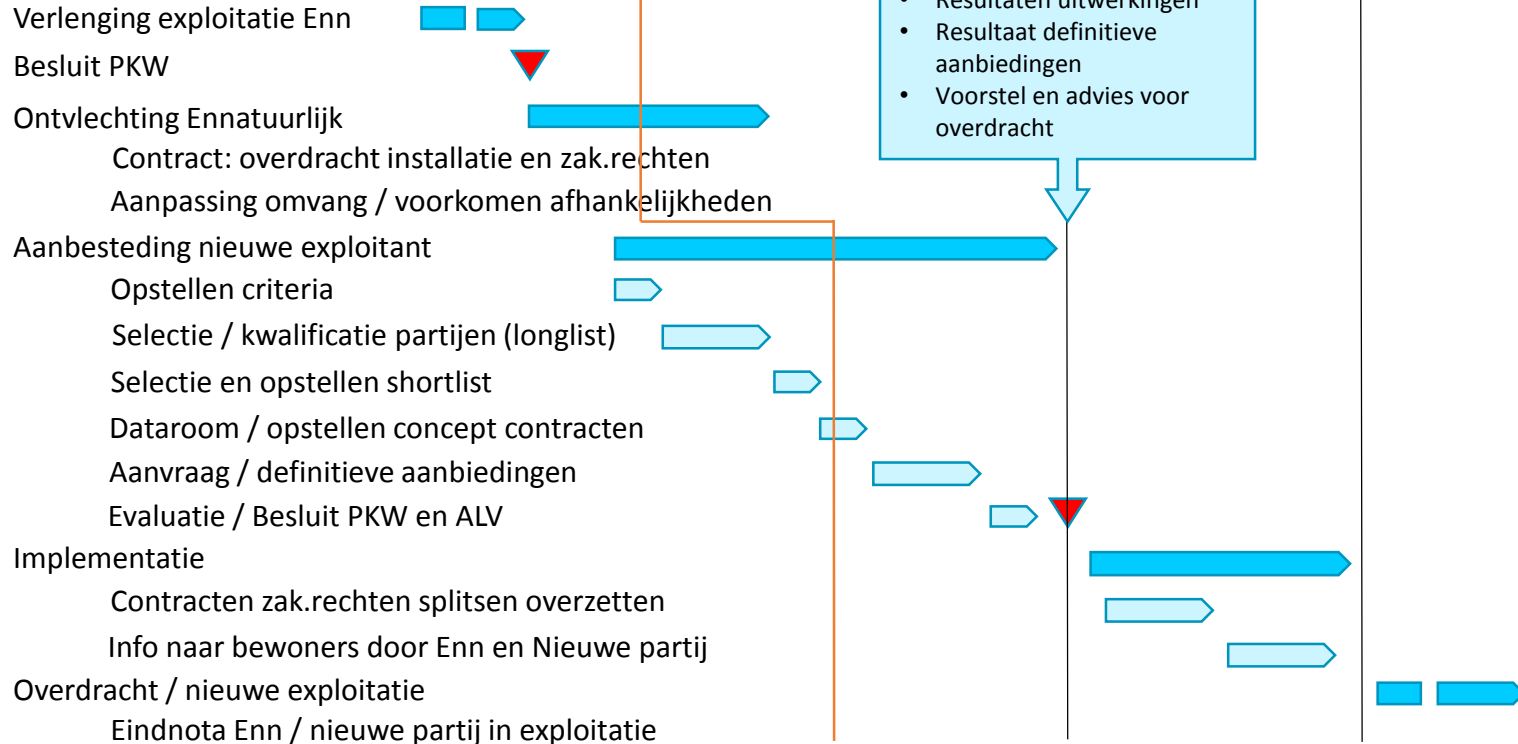 Verlenging exploitatie Enn
Besluit PKW
Ontvlechting Ennatuurlijk
Contract: overdracht installatie en zak.rechten
Aanpassing omvang / voorkomen afhankelijkheden
Aanbesteding nieuwe exploitant
Opstellen criteria
Selectie / kwalificatie partijen (longlist)
Selectie en opstellen shortlist
Dataroom / opstellen concept contracten
Aanvraag / definitieve aanbiedingen
Evaluatie / Besluit PKW en ALV
Implementatie
Contracten zak.rechten splitsen overzetten
Info naar bewoners door Enn en Nieuwe partij
Overdracht / nieuwe exploitatie
Eindnota Enn / nieuwe partij in exploitatie
• Resultaten uitwerkingen
• Resultaat definitieve
aanbiedingen
• Voorstel en advies voor
overdracht